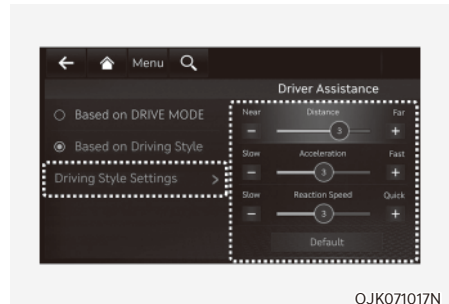 Menu
Driver Assistance
Based on DRIVE MODE
Based on Driving Style
Driving Style Settings >
Near Distance Far
− 3 +
Slow Acceleration Fast
− 3 +
Slow Reaction Speed Quick
− 3 +
Default
OJK071017N